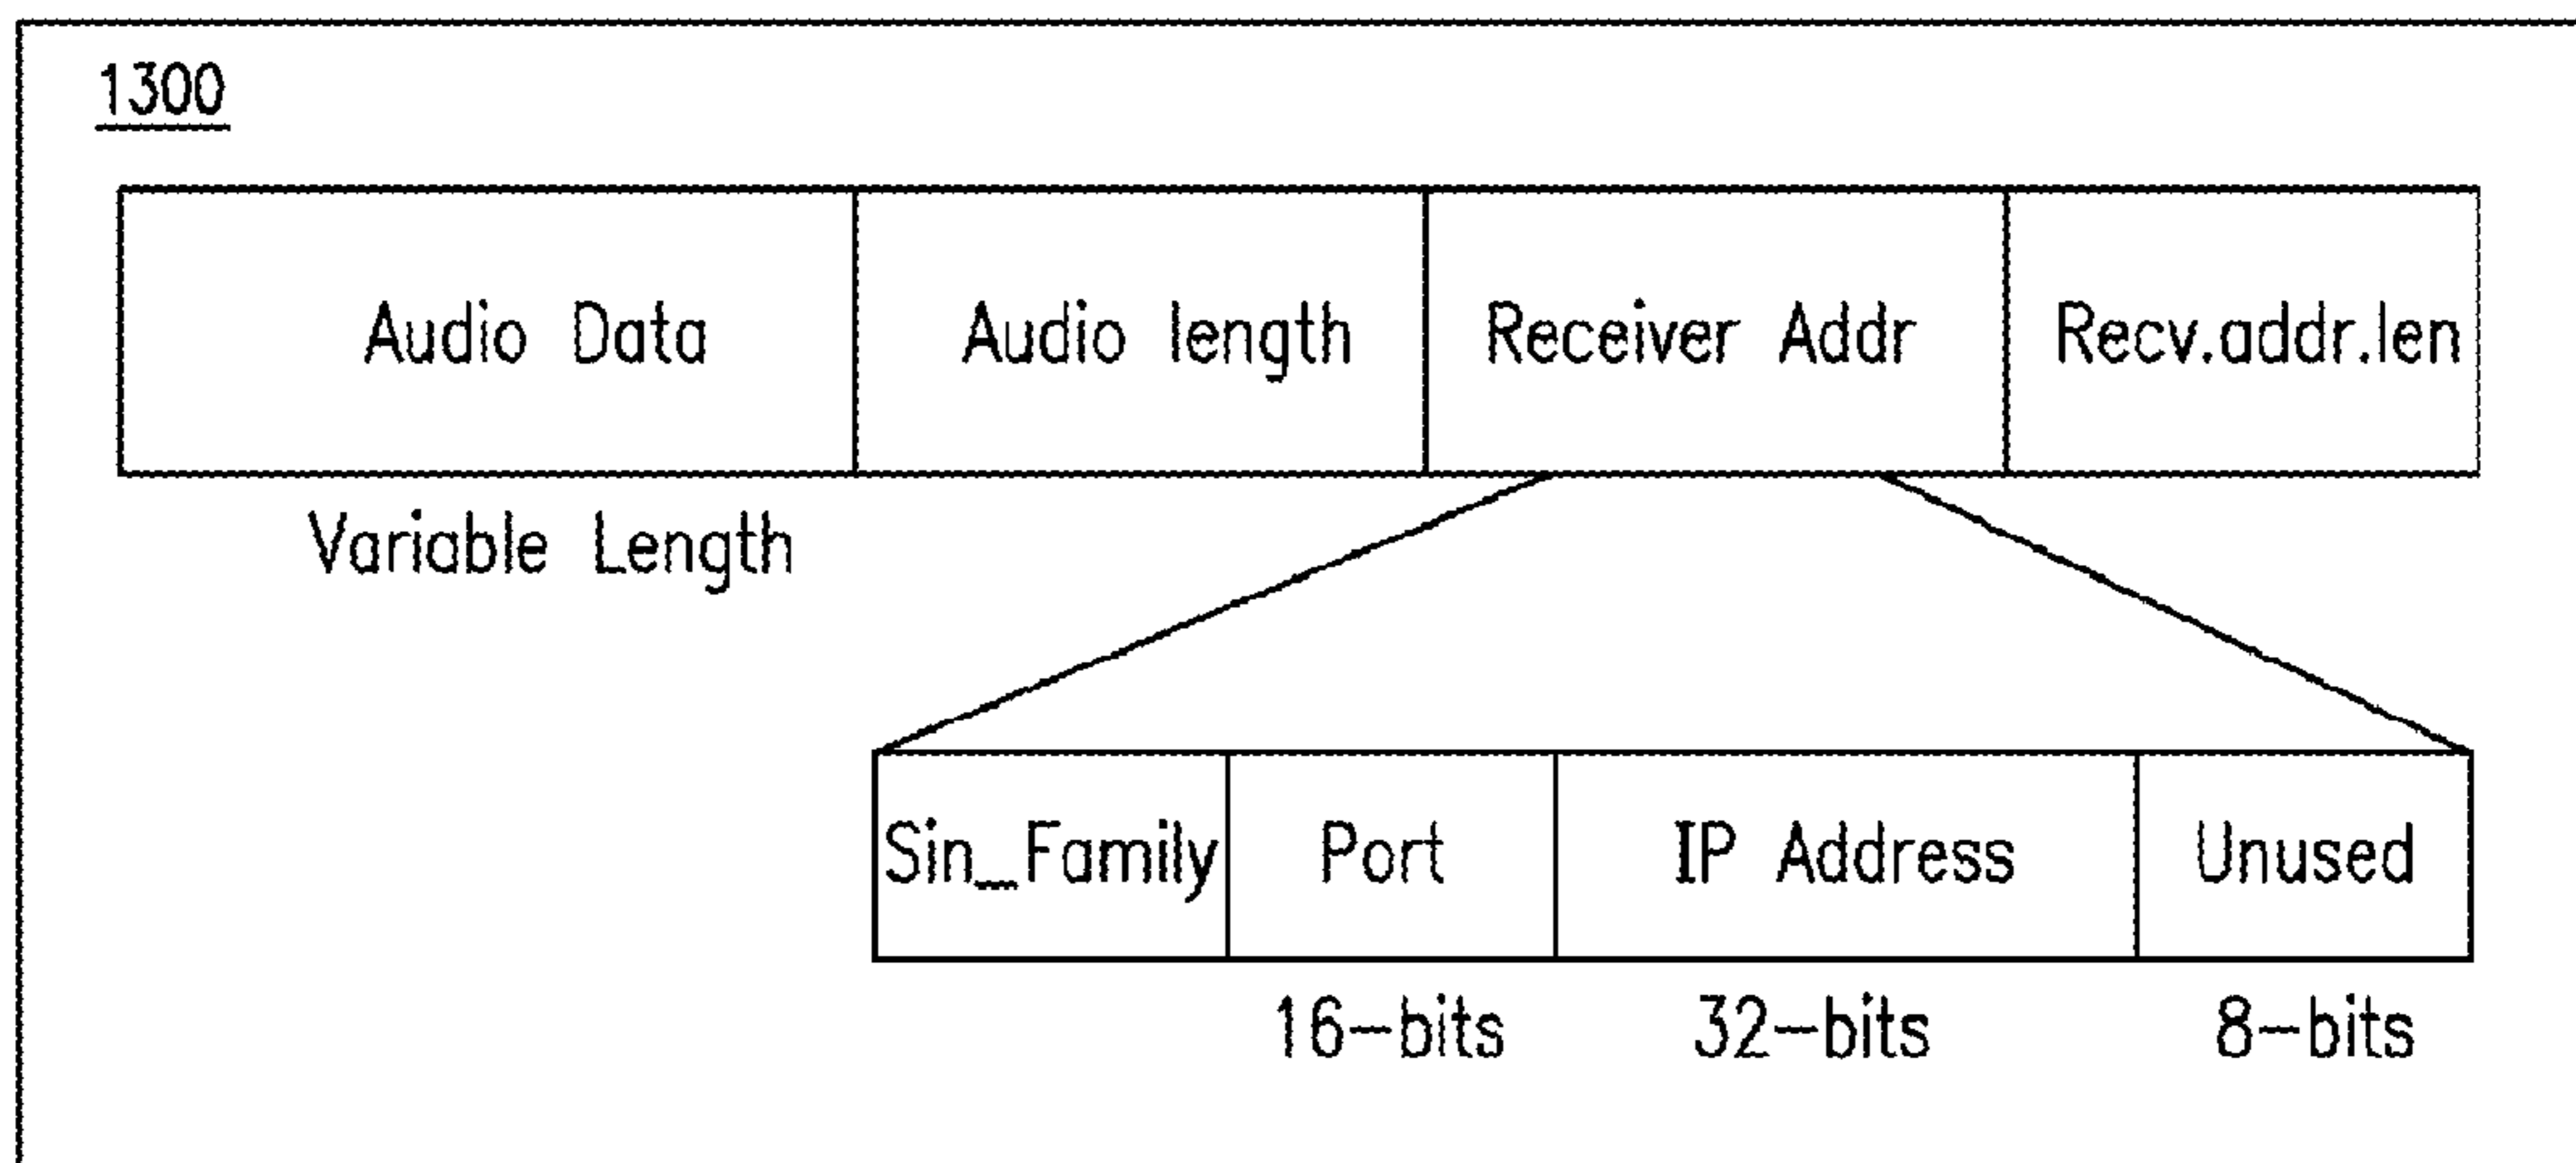 1300
Audio Data Audio length Receiver Addr Recv.addr.len
Variable Length
Sin_Family Port IP Address Unused
16-bits 32-bits 8-bits